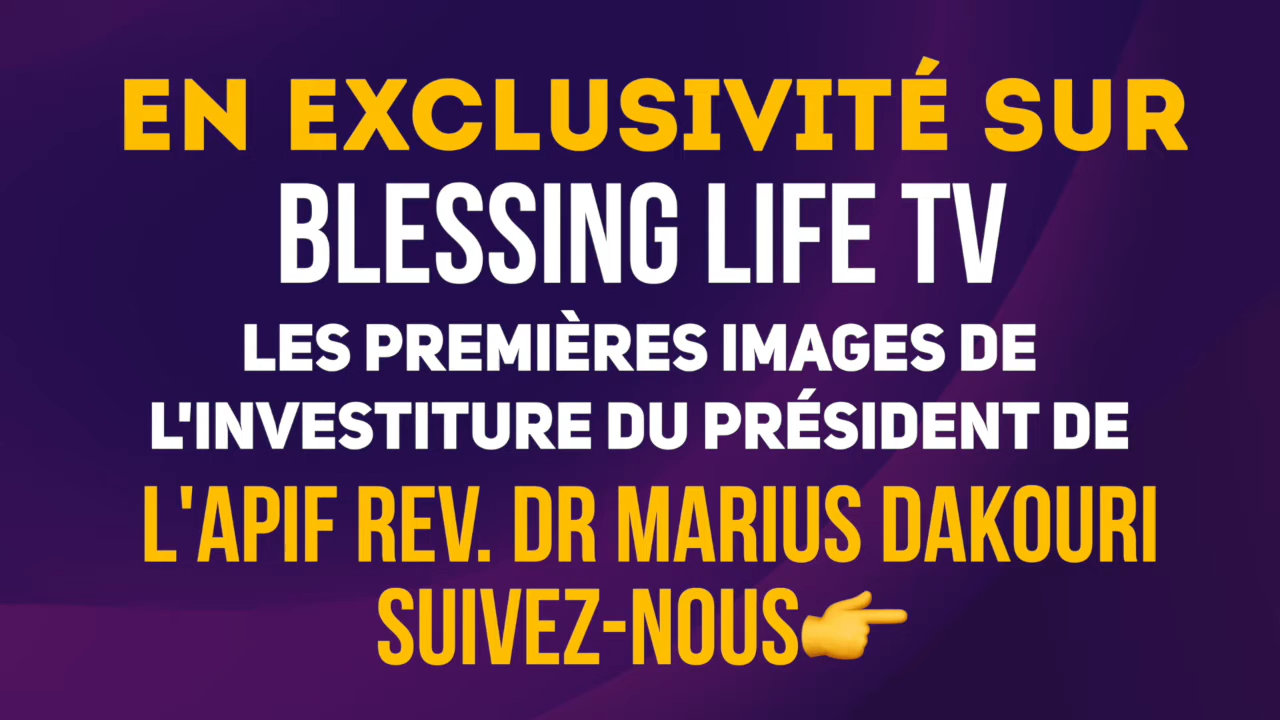 EN EXCLUSIVITÉ SUR
BLESSING LIFE TV
LES PREMIÈRES IMAGES DE
L'INVESTITURE DU PRÉSIDENT DE
L'APIF REV. DR MARIUS DAKOURI
SUIVEZ-NOUS👉